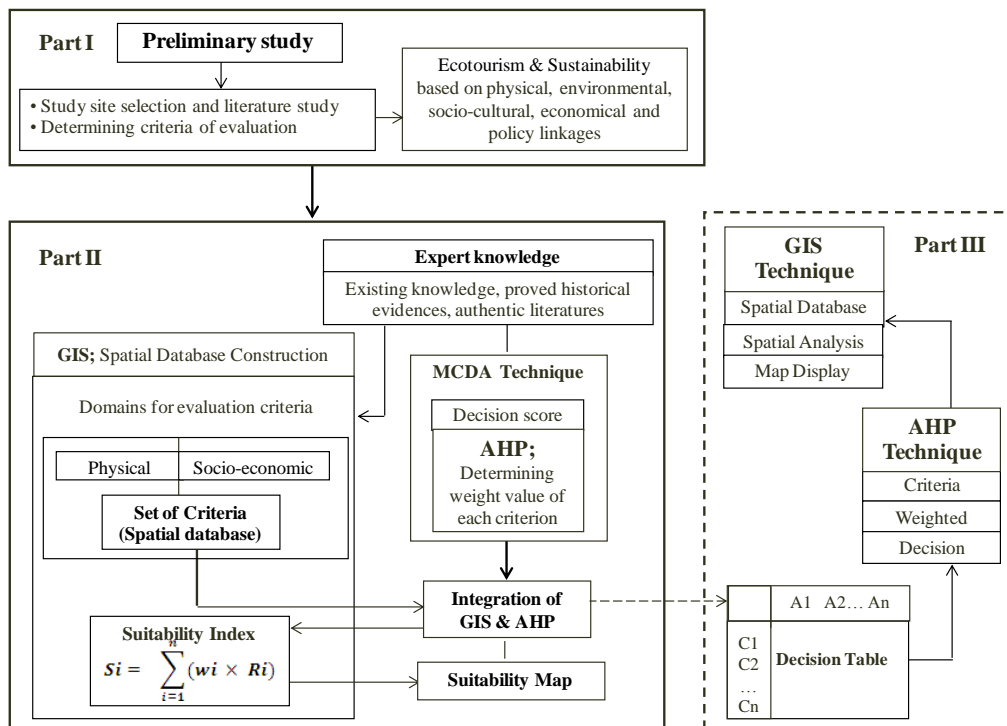 Part I
Preliminary study
• Study site selection and literature study
• Determining criteria of evaluation
Ecotourism & Sustainability
based on physical, environmental,
socio-cultural, economical and
policy linkages
Part II
Expert knowledge
Existing knowledge, proved historical
evidences, authentic literatures
GIS; Spatial Database Construction
Domains for evaluation criteria
Physical
Socio-economic
Set of Criteria
(Spatial database)
MCDA Technique
Decision score
AHP;
Determining
weight value of
each criterion
Integration of
GIS & AHP
Suitability Index
Si = n∑i=1 (wi × Ri)
Suitability Map
Part III
GIS
Technique
Spatial Database
Spatial Analysis
Map Display
AHP
Technique
Criteria
Weighted
Decision
A1 A2… An
C1
C2
…
Cn
Decision Table